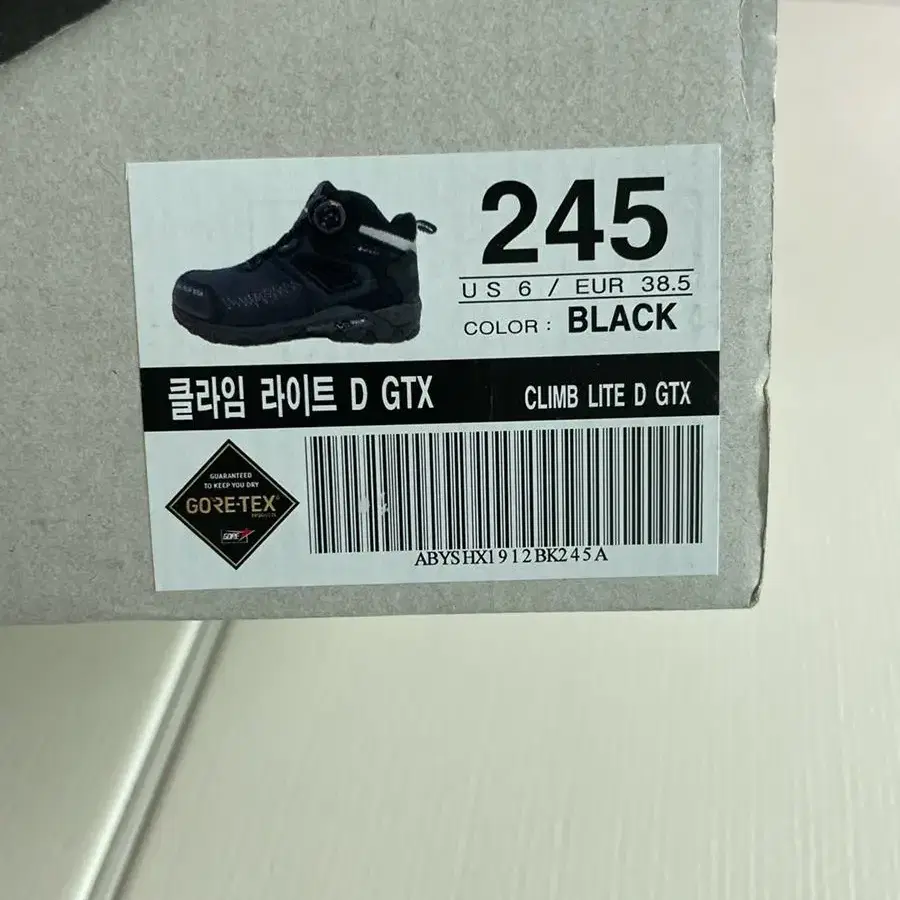 245
US 6 / EUR 38.5
COLOR : BLACK
클라임 라이트 D GTX
CLIMB LITE D GTX
GUARANTEED
TO KEEP YOU DRY
GORE-TEX
GORE
ABYSHX1912BK245A